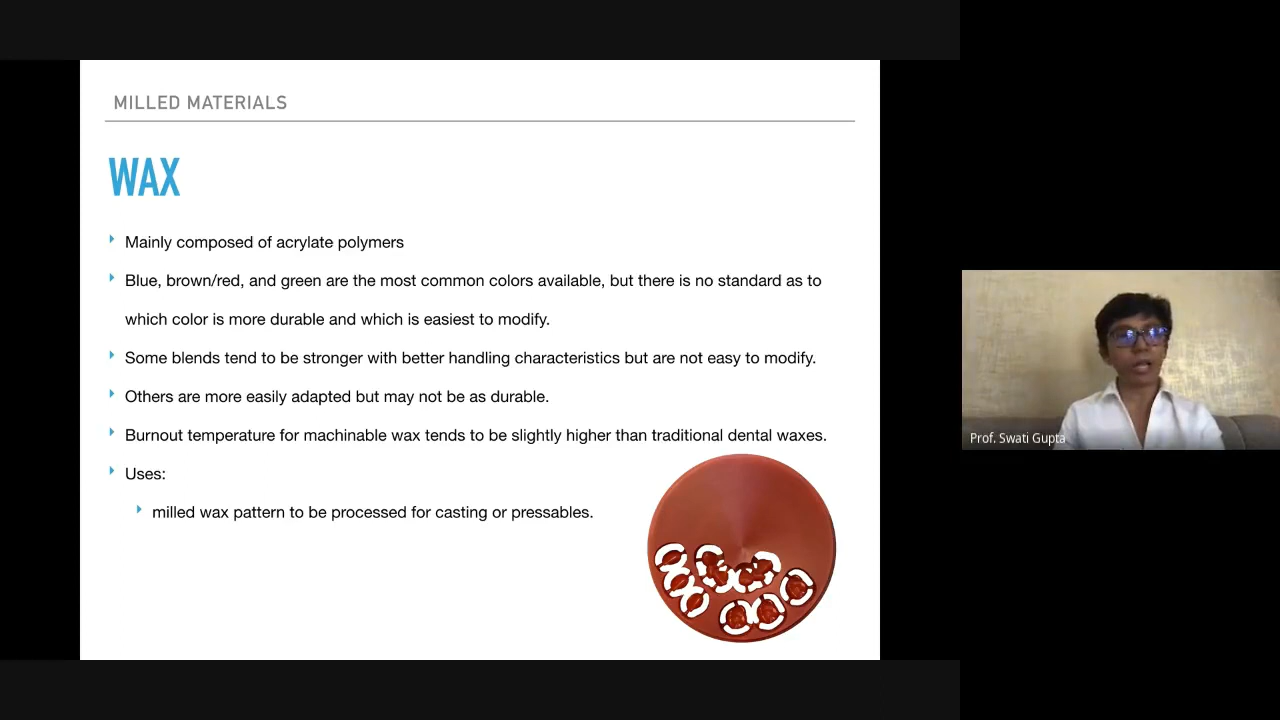 MILLED MATERIALS
WAX
Mainly composed of acrylate polymers
Blue, brown/red, and green are the most common colors available, but there is no standard as to
which color is more durable and which is easiest to modify.
Some blends tend to be stronger with better handling characteristics but are not easy to modify.
Others are more easily adapted but may not be as durable.
Burnout temperature for machinable wax tends to be slightly higher than traditional dental waxes.
Uses:
milled wax pattern to be processed for casting or pressables.
Prof. Swati Gupta